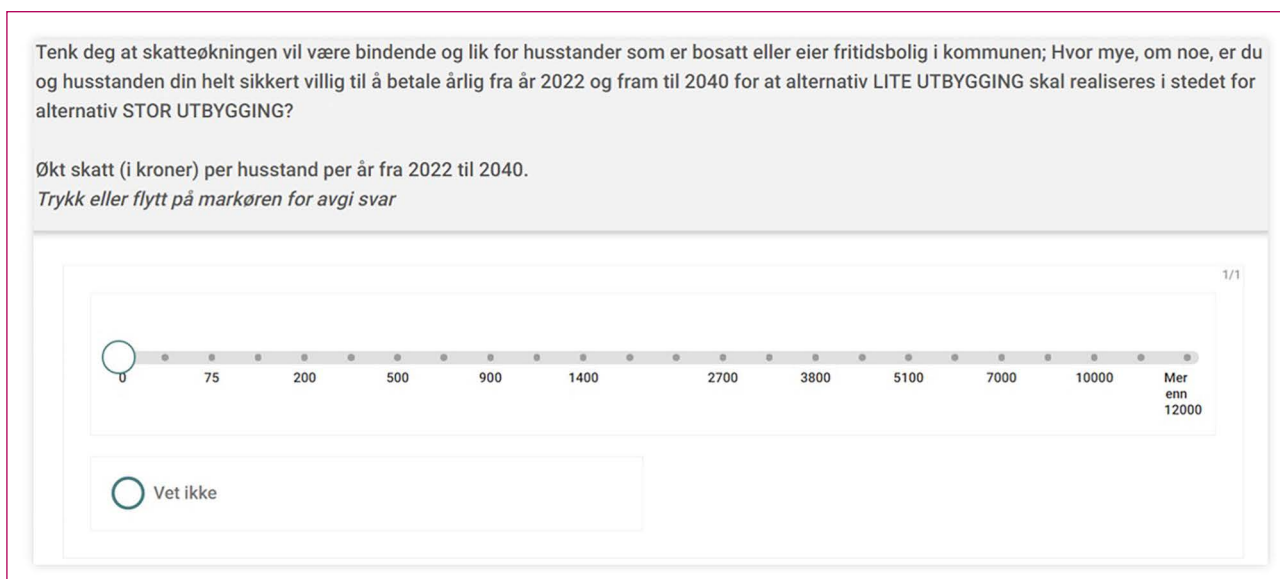 Tenk deg at skatteøkningen vil være bindende og lik for husstander som er bosatt eller eier fritidsbolig i kommunen; Hvor mye, om noe, er du
og husstanden din helt sikkert villig til å betale årlig fra år 2022 og fram til 2040 for at alternativ LITE UTBYGGING skal realiseres i stedet for
alternativ STOR UTBYGGING?
Økt skatt (i kroner) per husstand per år fra 2022 til 2040.
Trykk eller flytt på markøren for avgi svar
1/1
0 75 200 500 900 1400 2700 3800 5100 7000 10000 Mer
enn
12000
Vet ikke